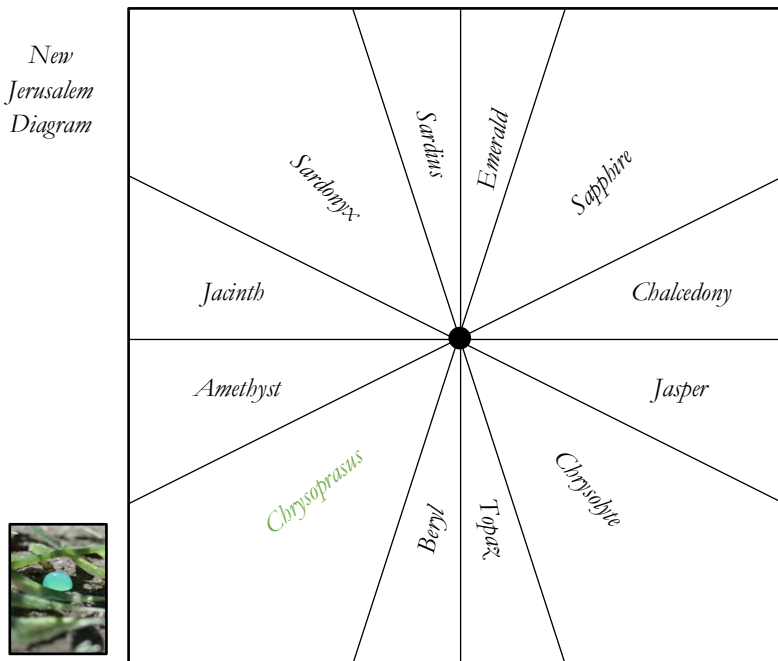 New
Jerusalem
Diagram
Sardius
Emerald
Sardonyx
Sapphire
Jacinth
Chalcedony
Amethyst
Jasper
Chrysoprasus
Chrysolyte
Beryl
Topaz